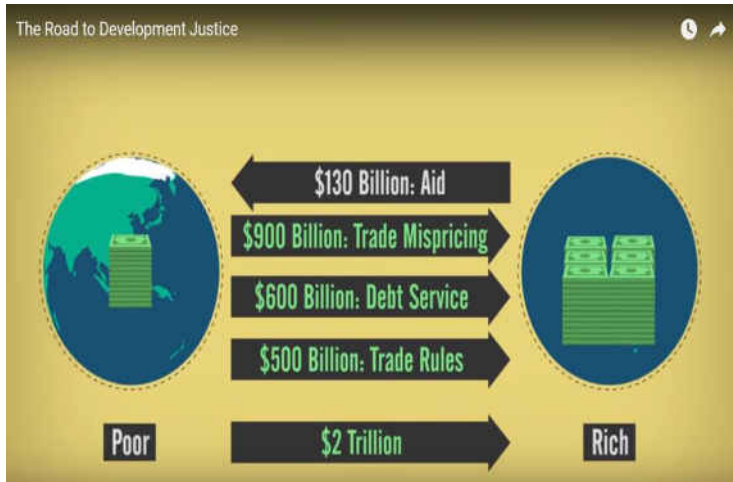 The Road to Development Justice
$130 Billion: Aid
$900 Billion: Trade Mispricing
$600 Billion: Debt Service
$500 Billion: Trade Rules
Poor
$2 Trillion
Rich